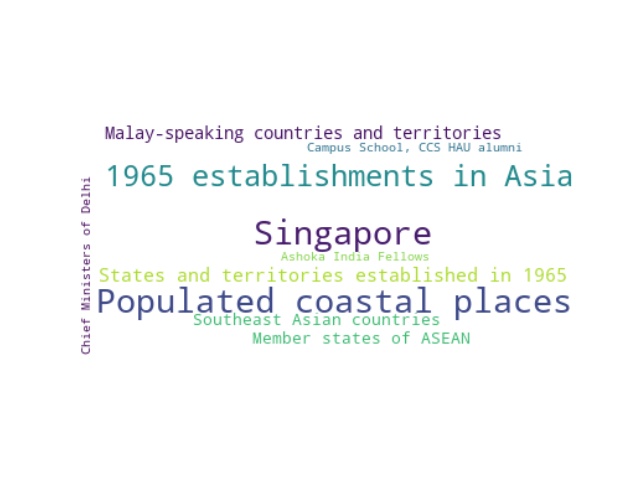 Malay-speaking countries and territories
Campus School, CCS HAU alumni
1965 establishments in Asia
Chief Ministers of Delhi
Singapore
Ashoka India Fellows
States and territories established in 1965
Populated coastal places
Southeast Asian countries
Member states of ASEAN